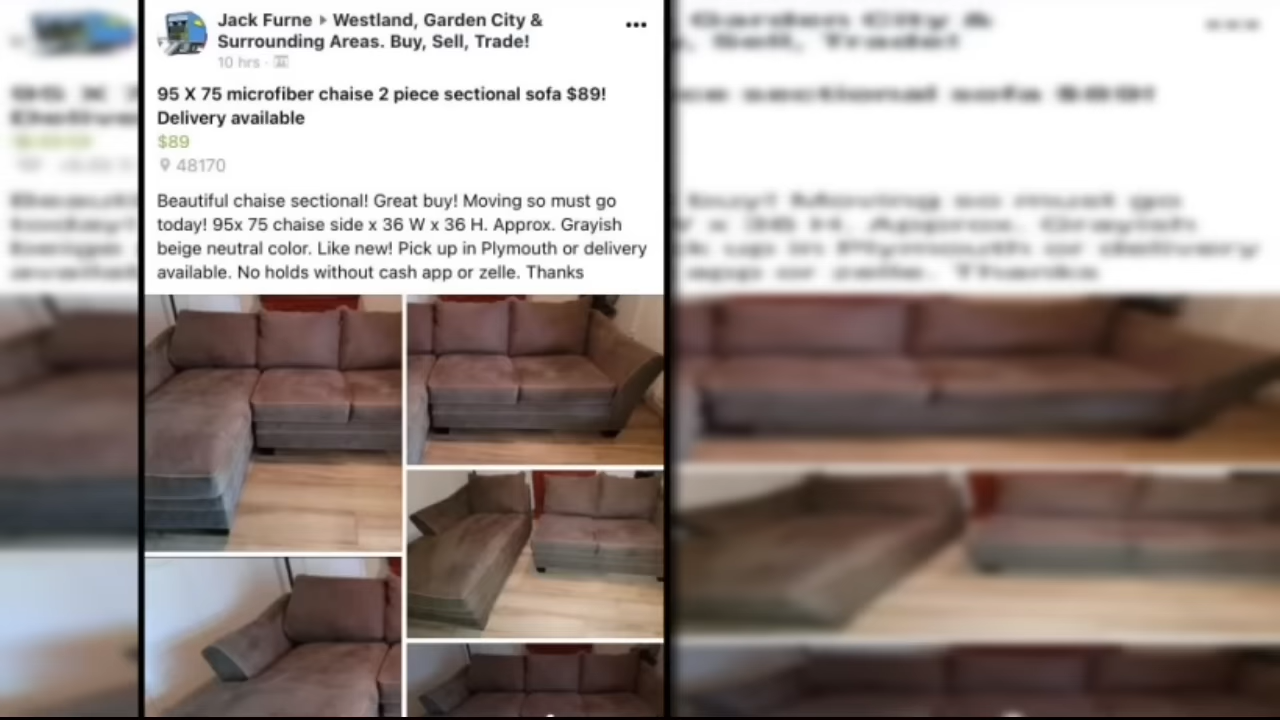 Jack Furne ▸ Westland, Garden City &
Surrounding Areas. Buy, Sell, Trade!
10 hrs ·
95 X 75 microfiber chaise 2 piece sectional sofa $89!
Delivery available
$89
48170
Beautiful chaise sectional! Great buy! Moving so must go
today! 95x 75 chaise side x 36 W x 36 H. Approx. Grayish
beige neutral color. Like new! Pick up in Plymouth or delivery
available. No holds without cash app or zelle. Thanks